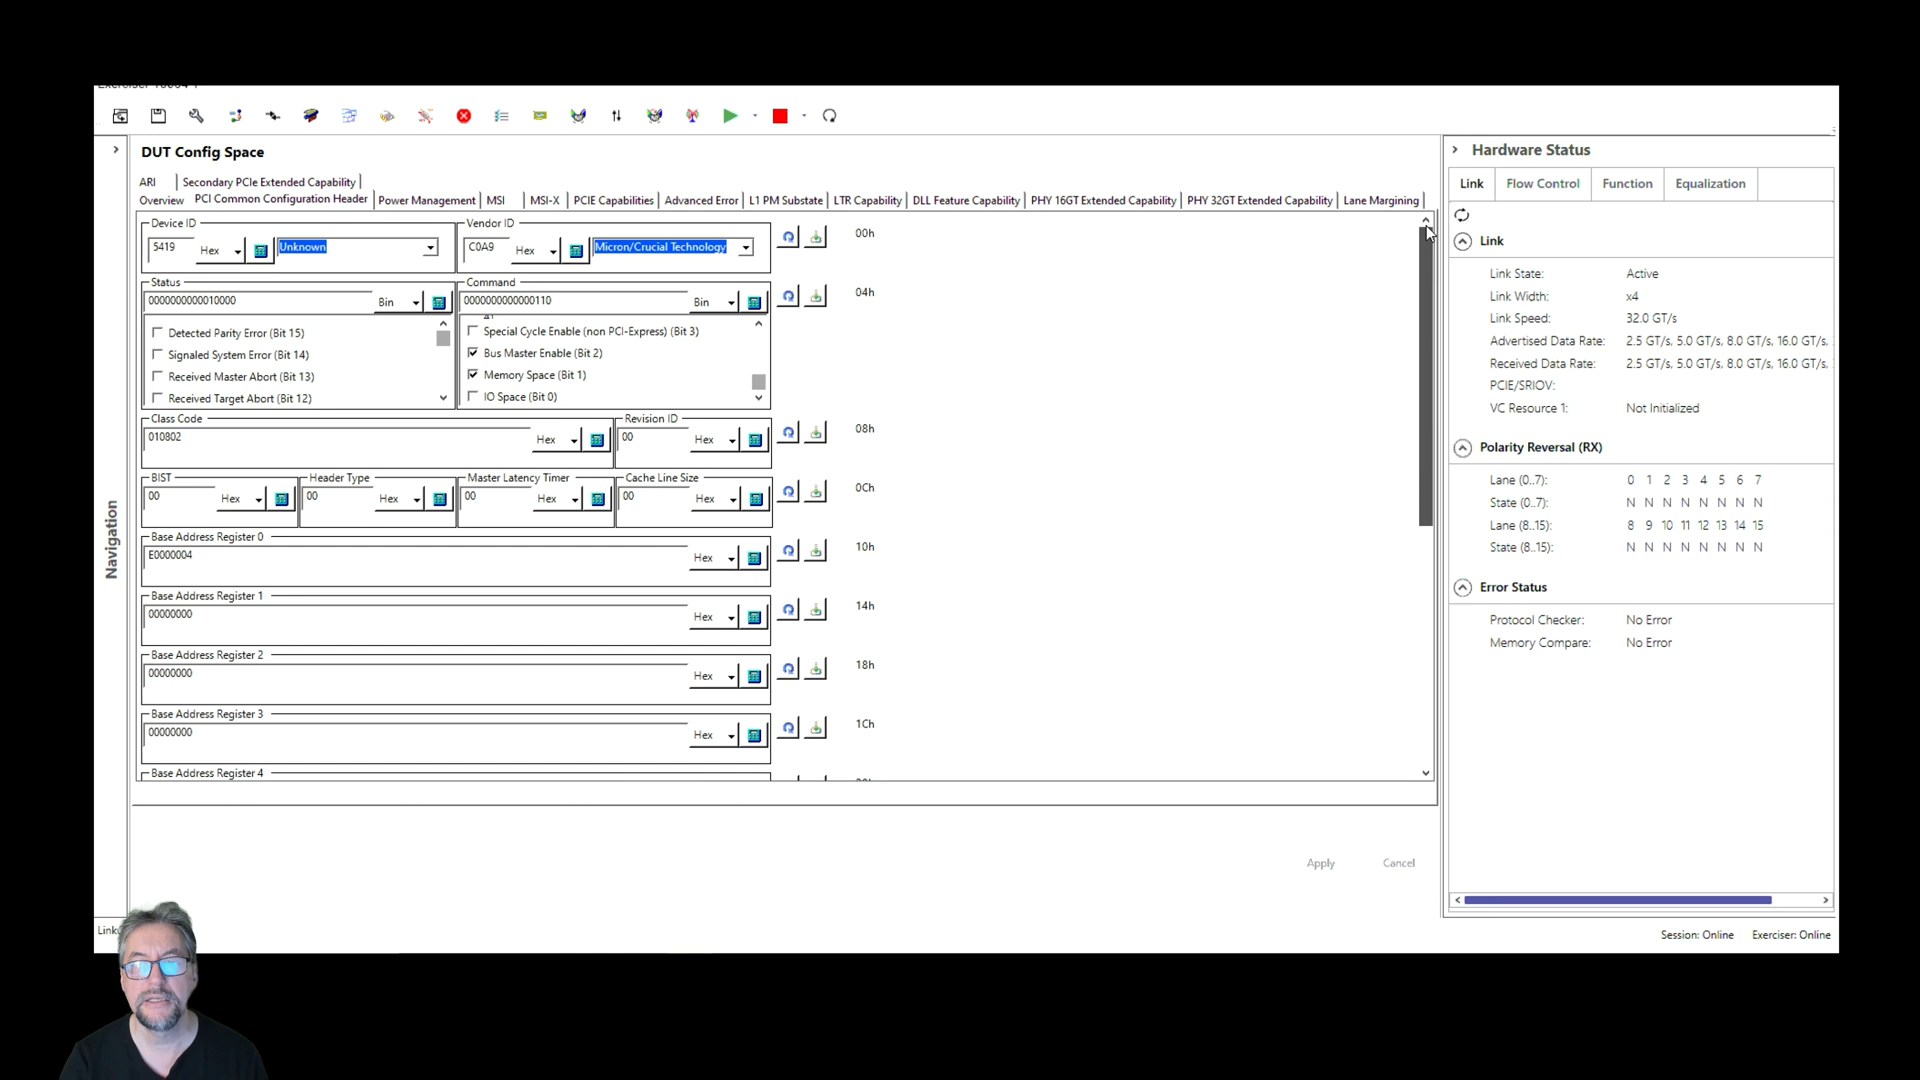 DUT Config Space
Hardware Status
ARI Secondary PCIe Extended Capability
Link Flow Control Function Equalization
Overview PCI Common Configuration Header Power Management MSI MSI-X PCIE Capabilities Advanced Error L1 PM Substate LTR Capability DLL Feature Capability PHY 16GT Extended Capability PHY 32GT Extended Capability Lane Margining
Device ID Vendor ID
5419 Hex Unknown C0A9 Hex Micron/Crucial Technology 00h
Status Command
0000000000010000 Bin 0000000000000110 Bin 04h
Detected Parity Error (Bit 15)
Signaled System Error (Bit 14)
Received Master Abort (Bit 13)
Received Target Abort (Bit 12)
Special Cycle Enable (non PCI-Express) (Bit 3)
Bus Master Enable (Bit 2)
Memory Space (Bit 1)
IO Space (Bit 0)
Class Code Revision ID
010802 Hex 00 Hex 08h
BIST Header Type Master Latency Timer Cache Line Size
00 Hex 00 Hex 00 Hex 00 Hex 0Ch
Base Address Register 0
E0000004 Hex 10h
Base Address Register 1
00000000 Hex 14h
Base Address Register 2
00000000 Hex 18h
Base Address Register 3
00000000 Hex 1Ch
Base Address Register 4
Apply Cancel
Navigation
Link
Link State: Active
Link Width: x4
Link Speed: 32.0 GT/s
Advertised Data Rate: 2.5 GT/s, 5.0 GT/s, 8.0 GT/s, 16.0 GT/s,
Received Data Rate: 2.5 GT/s, 5.0 GT/s, 8.0 GT/s, 16.0 GT/s,
PCIE/SRIOV:
VC Resource 1: Not Initialized
Polarity Reversal (RX)
Lane (0..7): 0 1 2 3 4 5 6 7
State (0..7): N N N N N N N N
Lane (8..15): 8 9 10 11 12 13 14 15
State (8..15): N N N N N N N N
Error Status
Protocol Checker: No Error
Memory Compare: No Error
Link
Session: Online Exerciser: Online